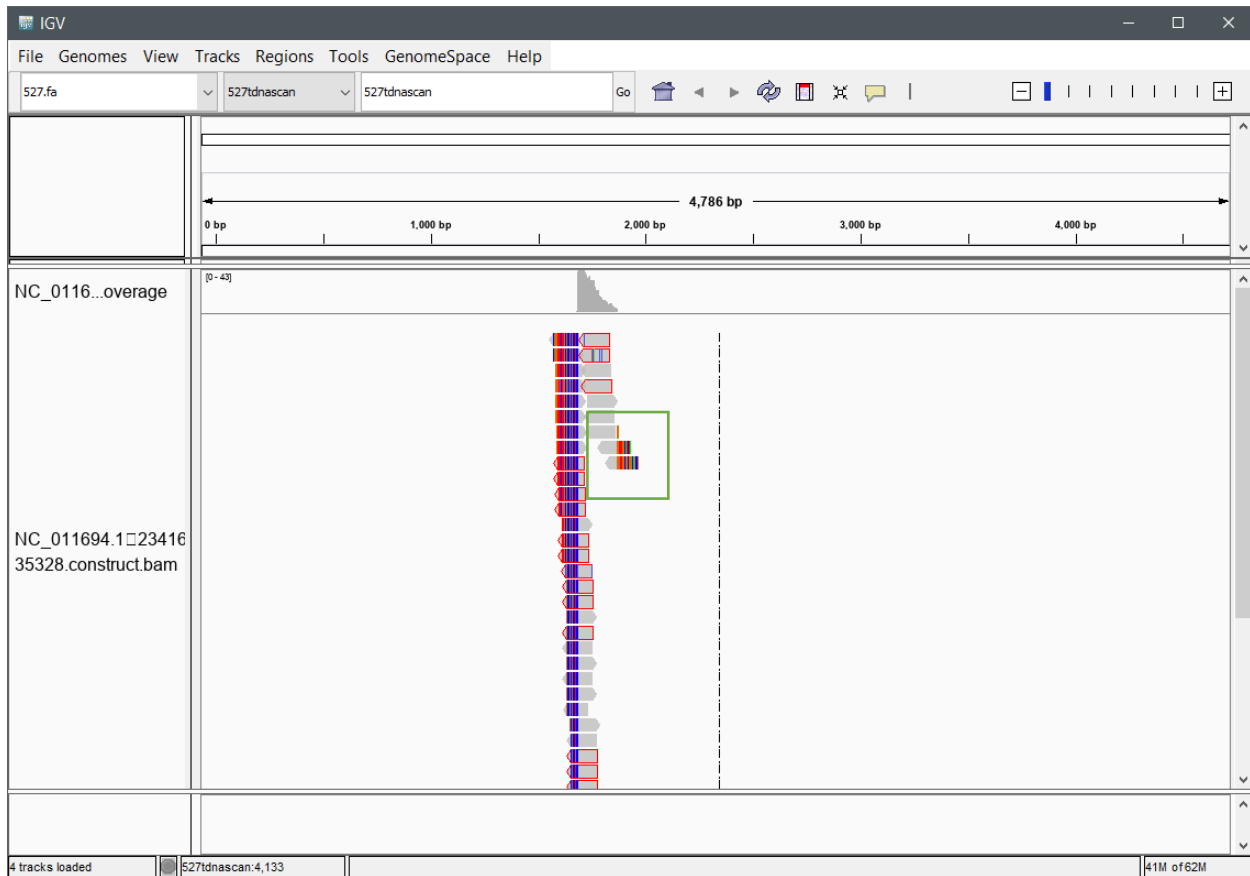 IGV
File Genomes View Tracks Regions Tools GenomeSpace Help
527.fa 527tdnascan 527tdnascan Go
4,786 bp
0 bp 1,000 bp 2,000 bp 3,000 bp 4,000 bp
NC_0116...overage [0 - 43]
NC_011694.1□23416
35328.construct.bam
4 tracks loaded 527tdnascan:4,133 41M of 62M